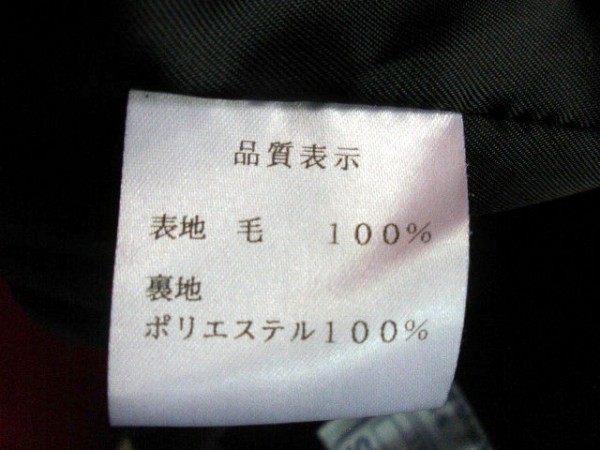 品質表示
表地 毛 100%
裏地
ポリエステル100%